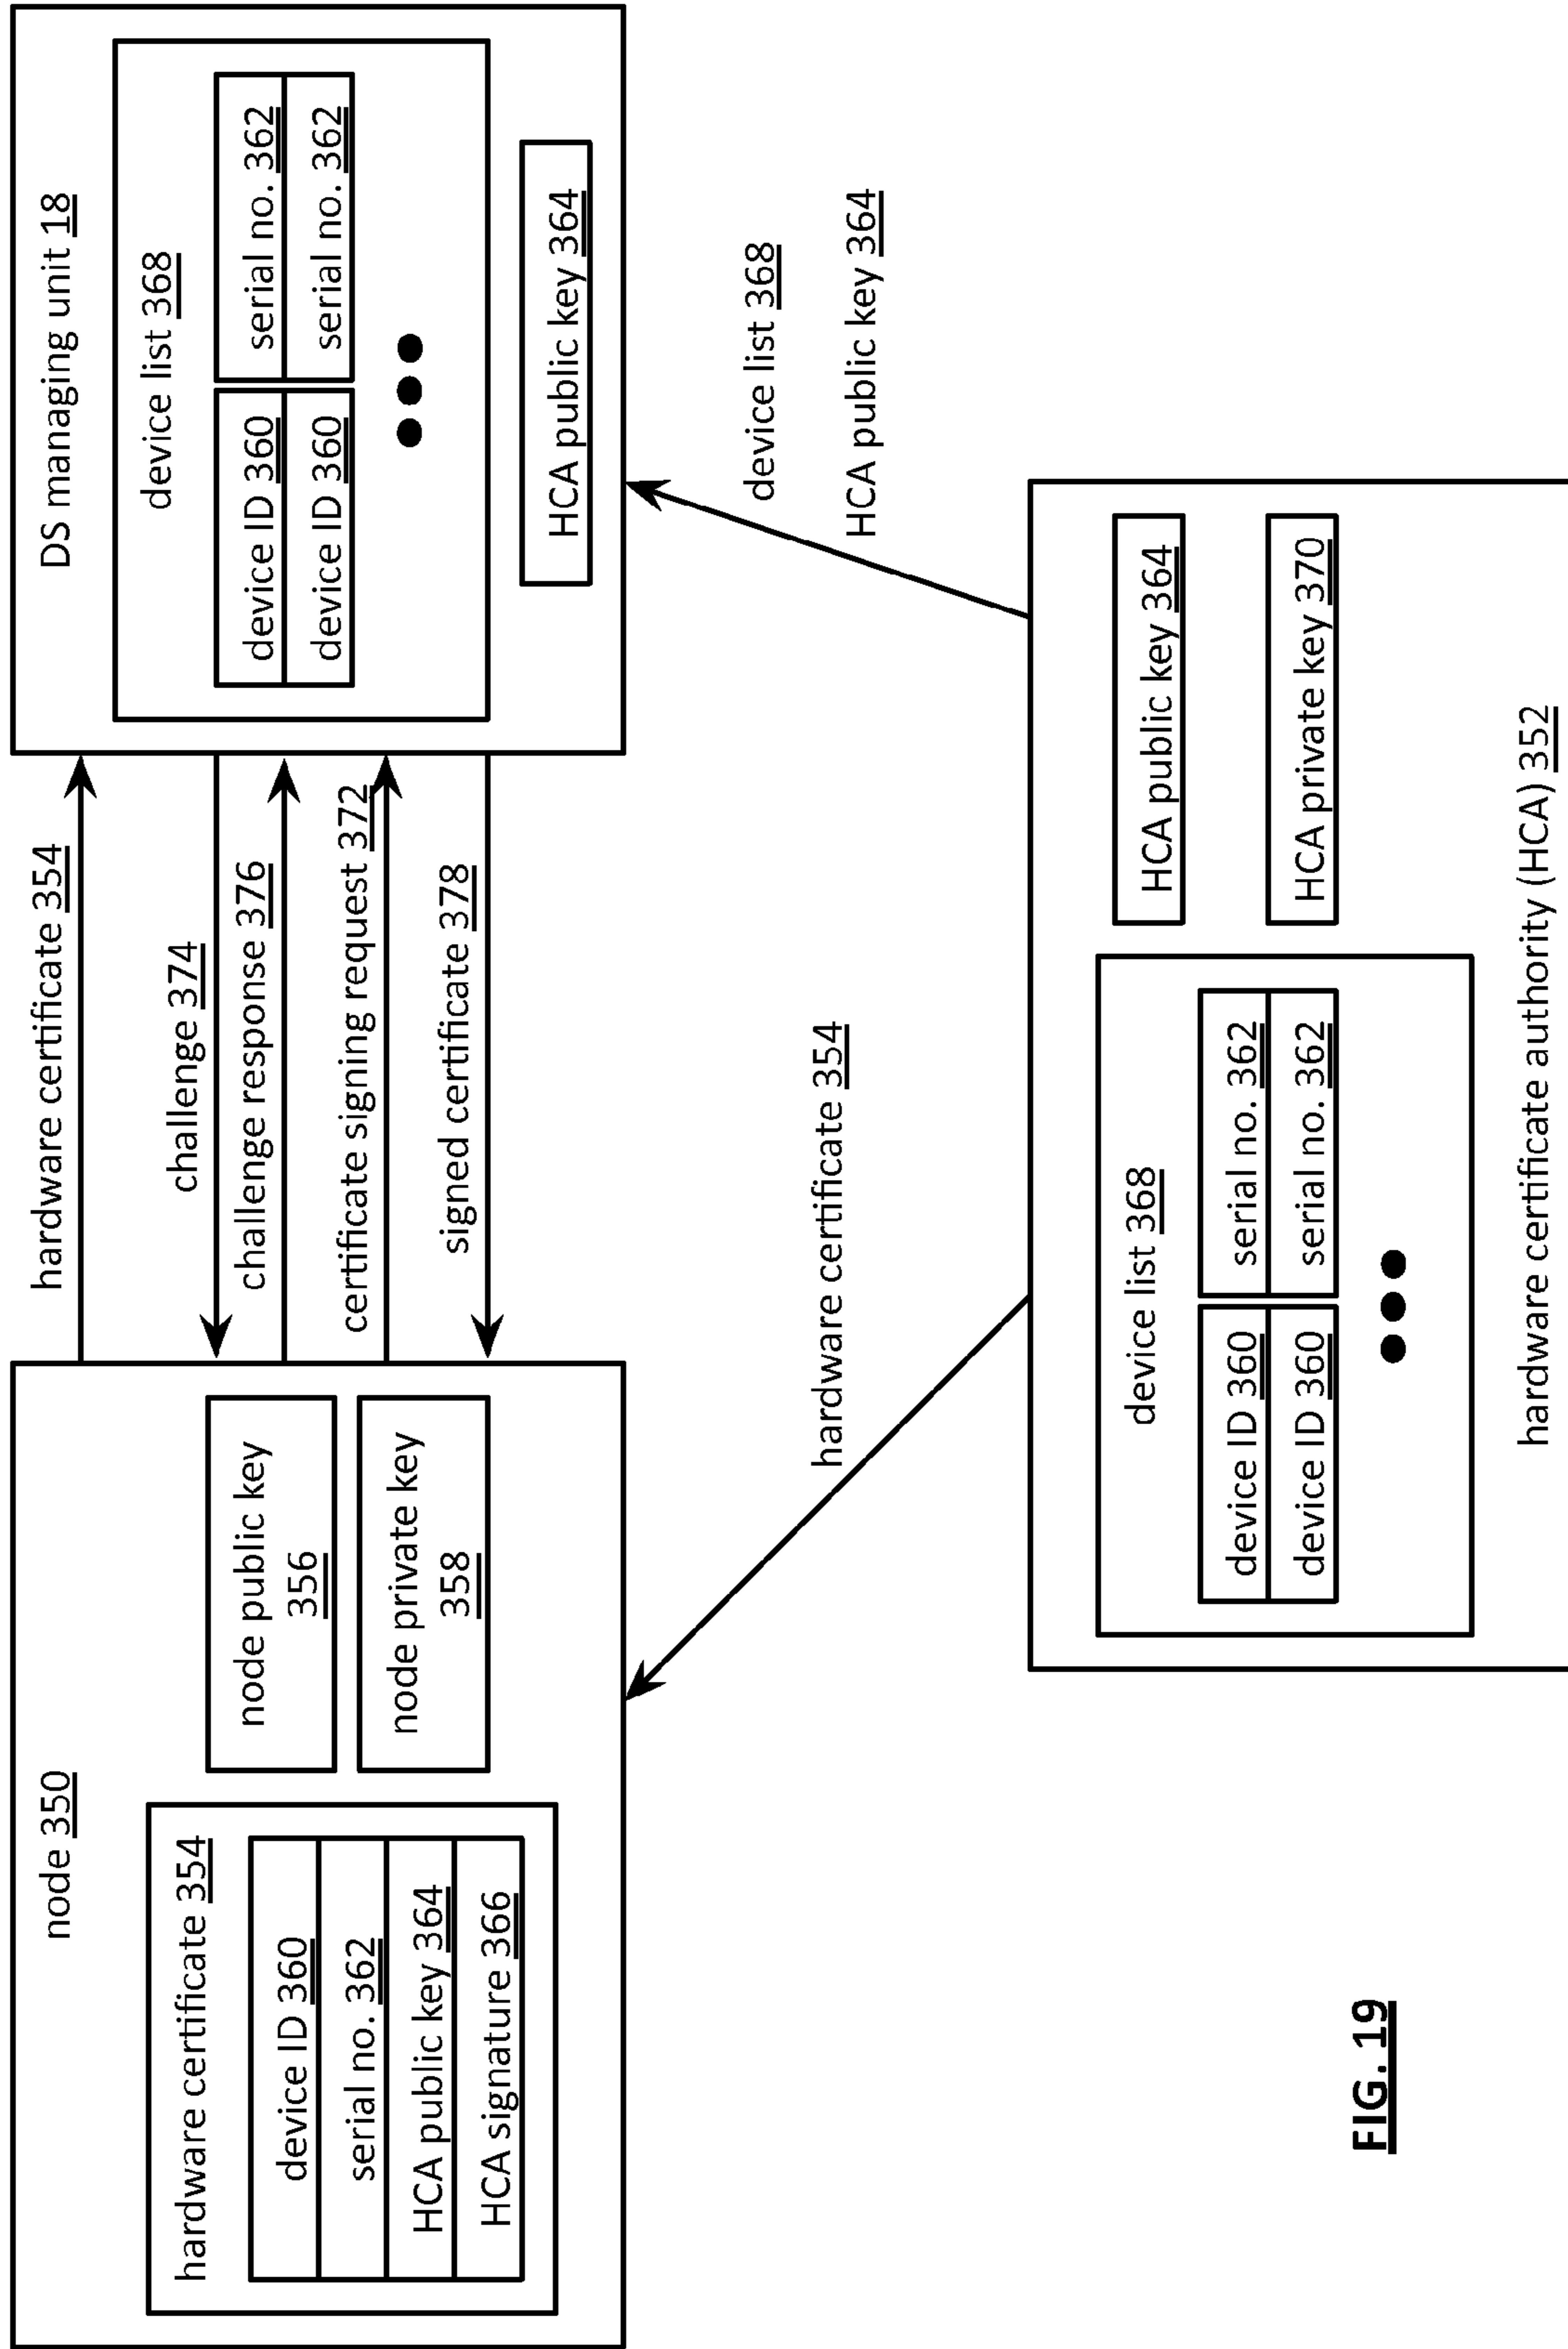 node 350
hardware certificate 354
device ID 360
serial no. 362
HCA public key 364
HCA signature 366
node public key
356
node private key
358
hardware certificate 354
challenge 374
challenge response 376
certificate signing request 372
signed certificate 378
DS managing unit 18
device list 368
device ID 360 serial no. 362
device ID 360 serial no. 362
HCA public key 364
hardware certificate 354
device list 368
HCA public key 364
device list 368
device ID 360 serial no. 362
device ID 360 serial no. 362
HCA public key 364
HCA private key 370
hardware certificate authority (HCA) 352
FIG. 19